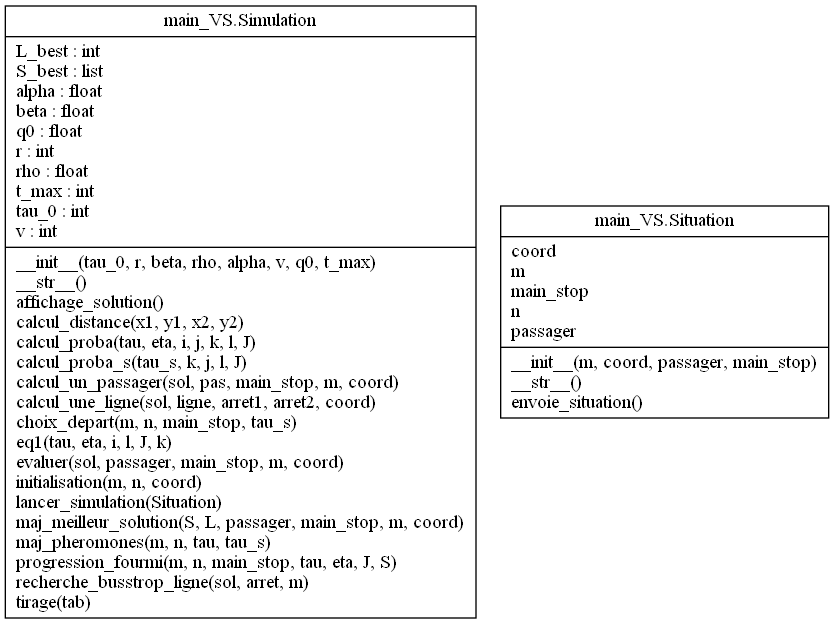 main_VS.Simulation
L_best : int
S_best : list
alpha : float
beta : float
q0 : float
r : int
rho : float
t_max : int
tau_0 : int
v : int
__init__(tau_0, r, beta, rho, alpha, v, q0, t_max)
__str__()
affichage_solution()
calcul_distance(x1, y1, x2, y2)
calcul_proba(tau, eta, i, j, k, l, J)
calcul_proba_s(tau_s, k, j, l, J)
calcul_un_passager(sol, pas, main_stop, m, coord)
calcul_une_ligne(sol, ligne, arret1, arret2, coord)
choix_depart(m, n, main_stop, tau_s)
eq1(tau, eta, i, l, J, k)
evaluer(sol, passager, main_stop, m, coord)
initialisation(m, n, coord)
lancer_simulation(Situation)
maj_meilleur_solution(S, L, passager, main_stop, m, coord)
maj_pheromones(m, n, tau, tau_s)
progression_fourmi(m, n, main_stop, tau, eta, J, S)
recherche_busstrop_ligne(sol, arret, m)
tirage(tab)
main_VS.Situation
coord
m
main_stop
n
passager
__init__(m, coord, passager, main_stop)
__str__()
envoie_situation()